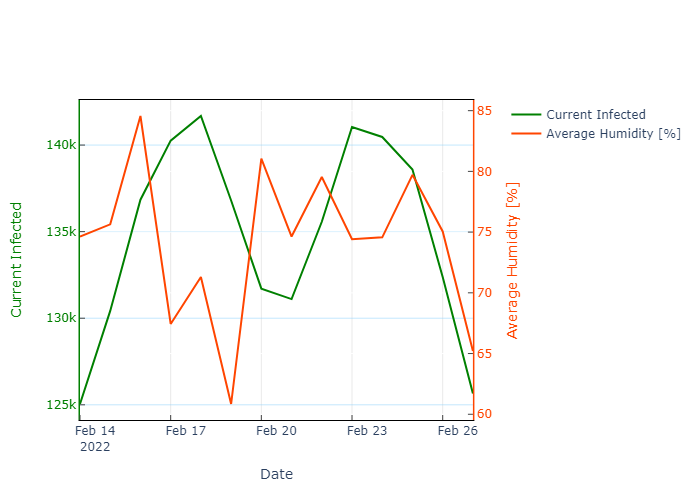 Current Infected
Average Humidity [%]
140k
135k
130k
125k
Current Infected
85
80
75
70
65
60
Average Humidity [%]
Feb 14
2022
Feb 17
Feb 20
Feb 23
Feb 26
Date